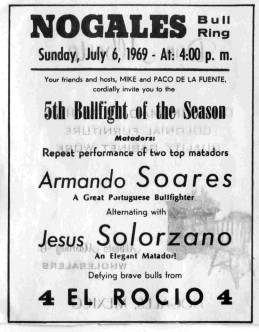 NOGALES Bull Ring
Sunday, July 6, 1969 - At: 4:00 p. m.
Your friends and hosts, MIKE and PACO DE LA FUENTE,
cordially invite you to the
5th Bullfight of the Season
Matadors:
Repeat performance of two top matadors
Armando Soares
A Great Portuguese Bullfighter
Alternating with
Jesus Solorzano
An Elegant Matador!
Defying brave bulls from
4 EL ROCIO 4